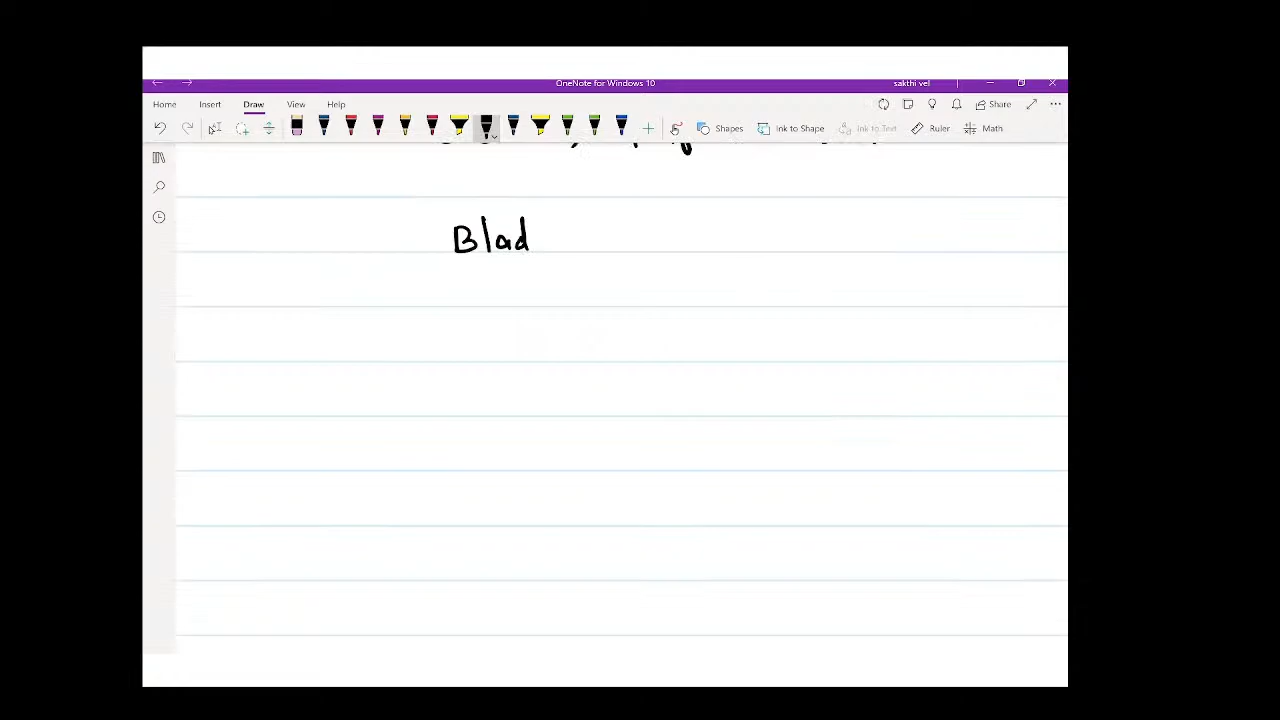 OneNote for Windows 10 sakthi vel
Home Insert Draw View Help Share
Shapes Ink to Shape Ink to Text Ruler Math
Blad